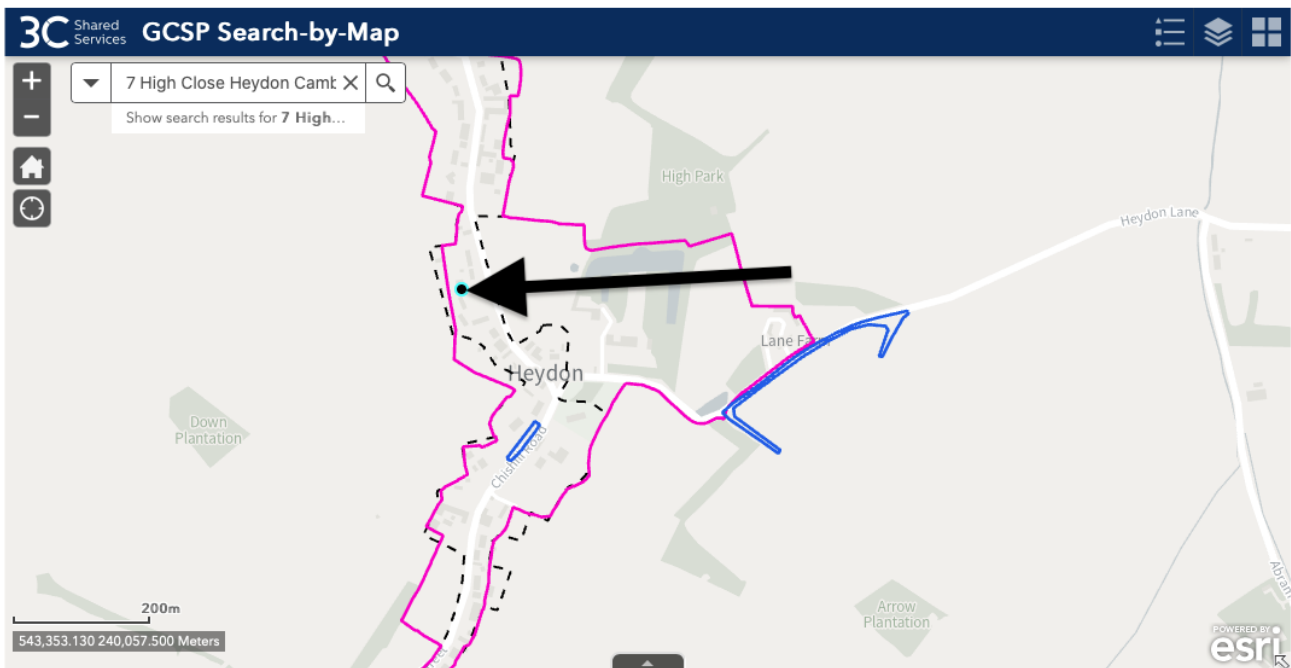 3C Shared Services GCSP Search-by-Map
7 High Close Heydon Camb
Show search results for 7 High...
High Park
Heydon Lane
Lane Farm
Heydon
Down
Plantation
Chishill Road
200m
543,353.130 240,057.500 Meters
Arrow
Plantation
Abram
POWERED BY
esri